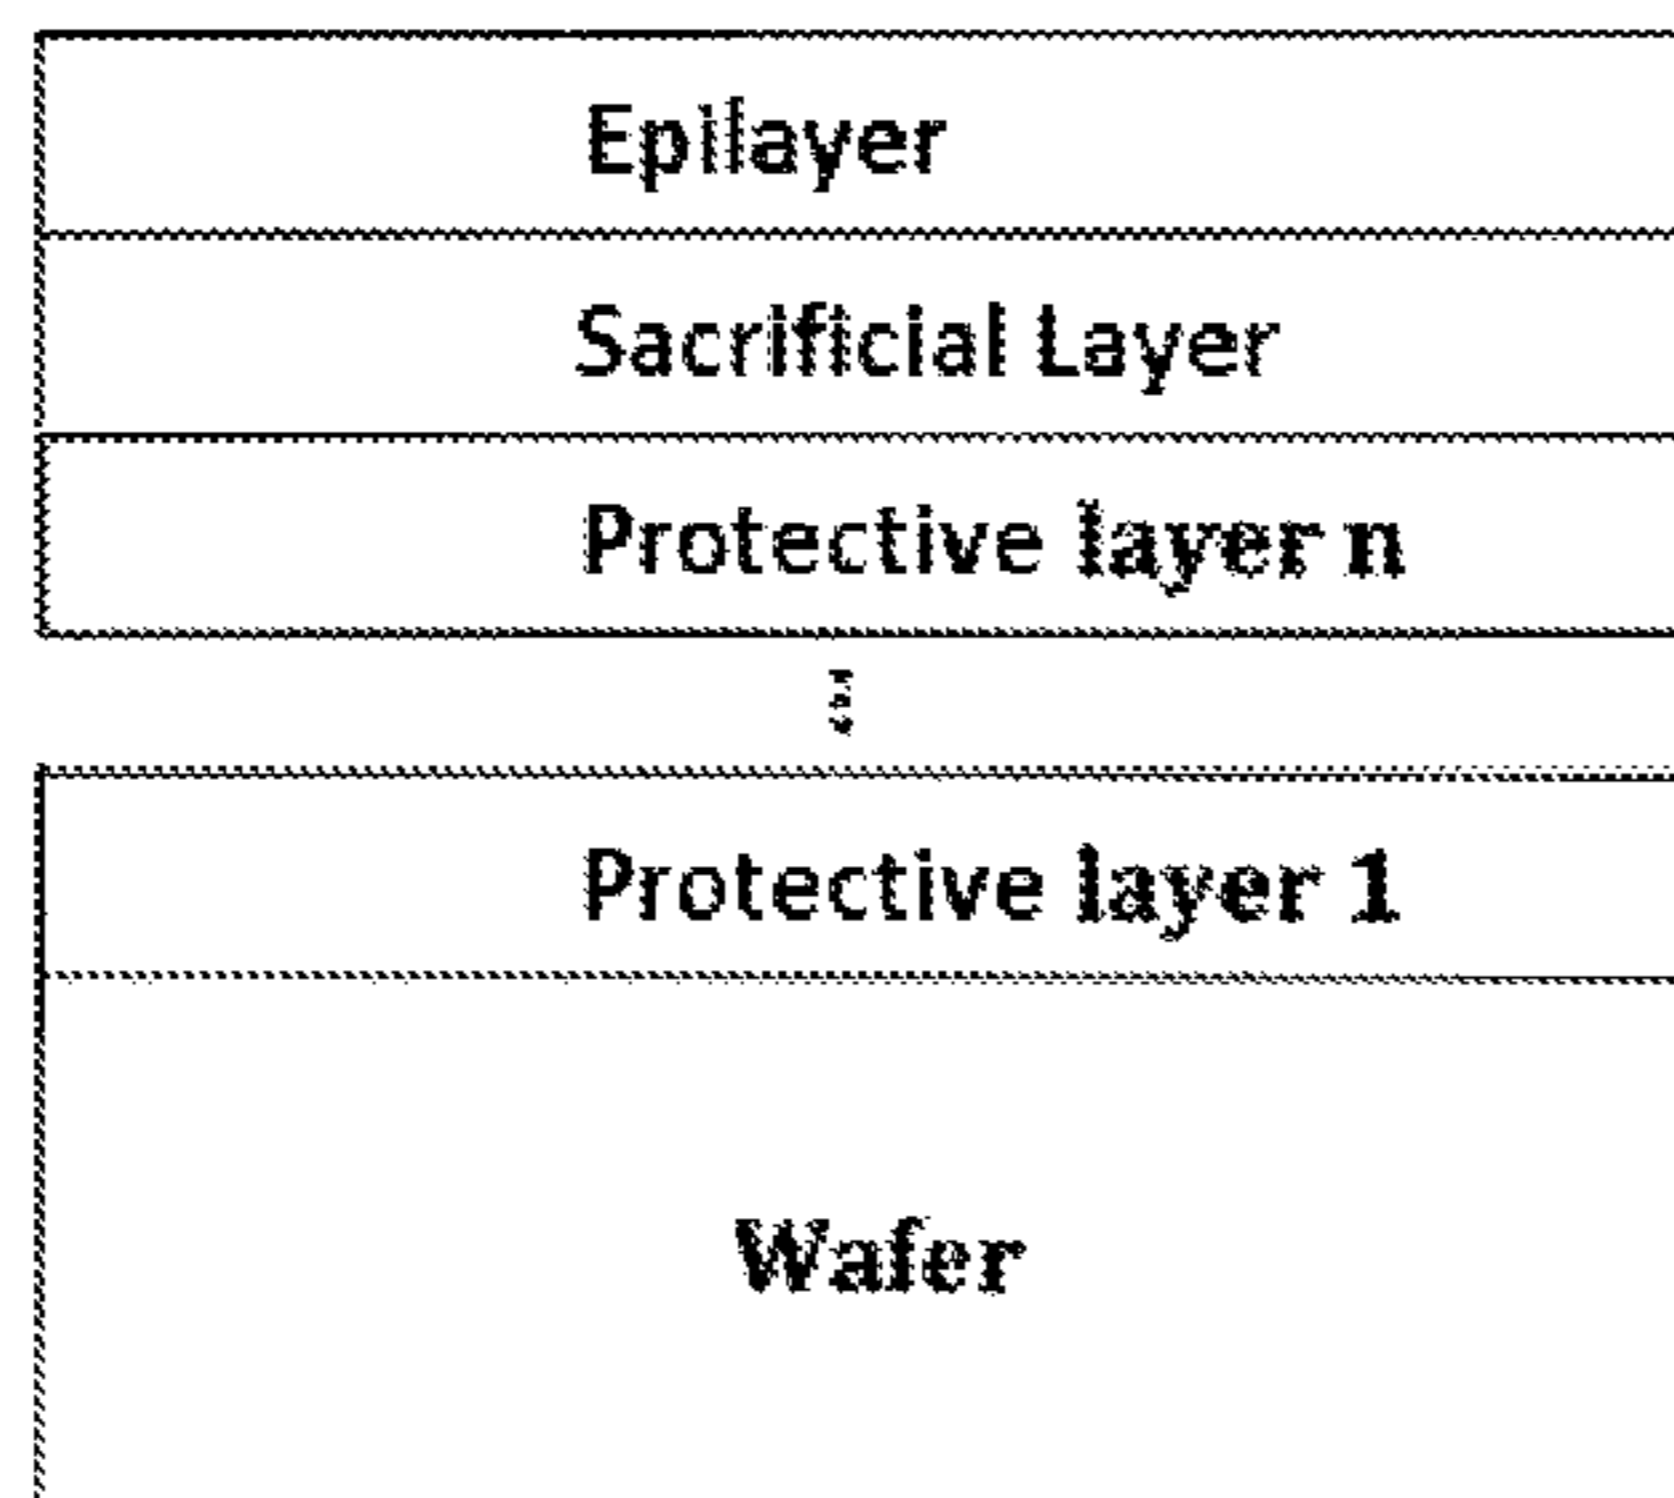 Epilayer
Sacrificial Layer
Protective layer n
⋮
Protective layer 1
Wafer